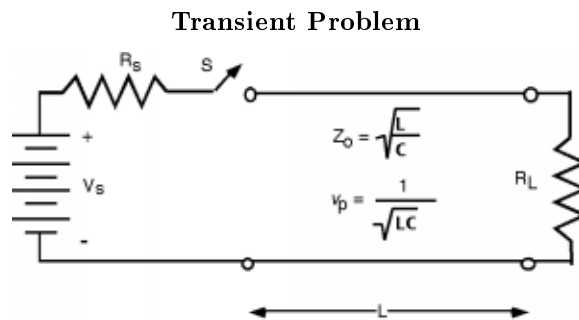 Transient Problem
Rs
S
+
Vs
-
Zo = √L/C
vp = 1/√LC
RL
L